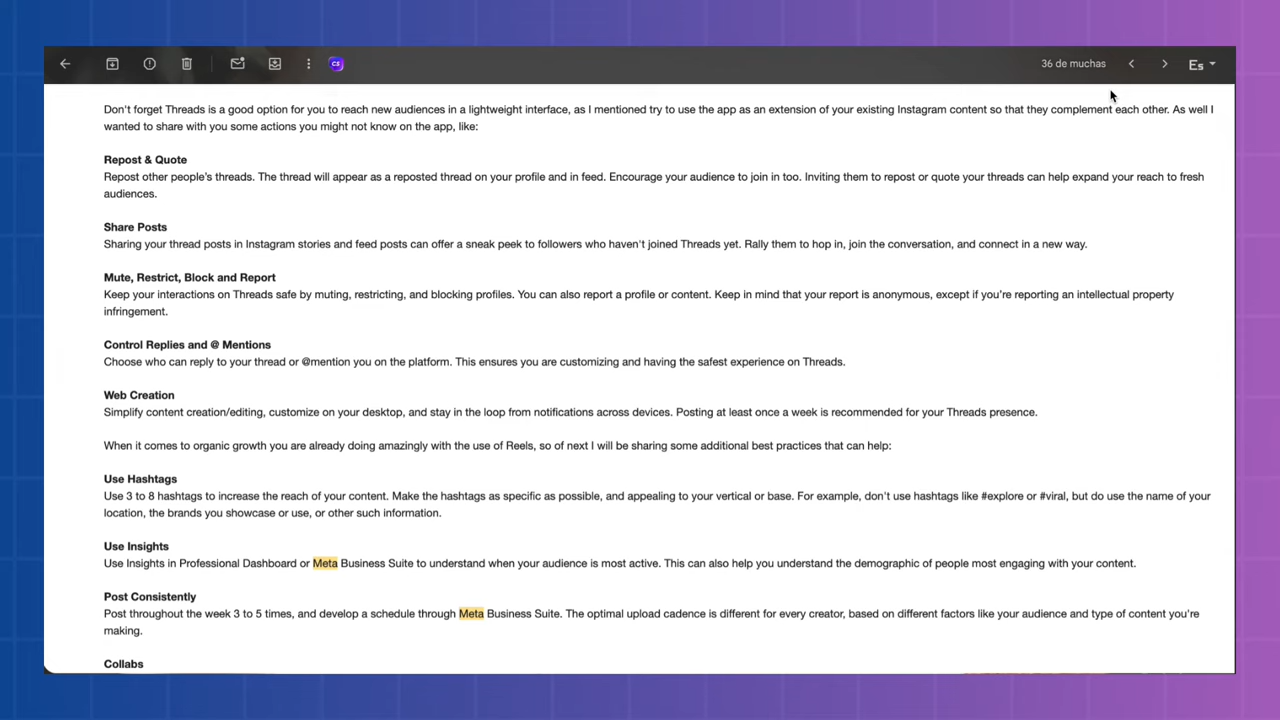 CS
36 de muchas
Es
Don't forget Threads is a good option for you to reach new audiences in a lightweight interface, as I mentioned try to use the app as an extension of your existing Instagram content so that they complement each other. As well I
wanted to share with you some actions you might not know on the app, like:
Repost & Quote
Repost other people's threads. The thread will appear as a reposted thread on your profile and in feed. Encourage your audience to join in too. Inviting them to repost or quote your threads can help expand your reach to fresh
audiences.
Share Posts
Sharing your thread posts in Instagram stories and feed posts can offer a sneak peek to followers who haven't joined Threads yet. Rally them to hop in, join the conversation, and connect in a new way.
Mute, Restrict, Block and Report
Keep your interactions on Threads safe by muting, restricting, and blocking profiles. You can also report a profile or content. Keep in mind that your report is anonymous, except if you're reporting an intellectual property
infringement.
Control Replies and @ Mentions
Choose who can reply to your thread or @mention you on the platform. This ensures you are customizing and having the safest experience on Threads.
Web Creation
Simplify content creation/editing, customize on your desktop, and stay in the loop from notifications across devices. Posting at least once a week is recommended for your Threads presence.
When it comes to organic growth you are already doing amazingly with the use of Reels, so of next I will be sharing some additional best practices that can help:
Use Hashtags
Use 3 to 8 hashtags to increase the reach of your content. Make the hashtags as specific as possible, and appealing to your vertical or base. For example, don't use hashtags like #explore or #viral, but do use the name of your
location, the brands you showcase or use, or other such information.
Use Insights
Use Insights in Professional Dashboard or Meta Business Suite to understand when your audience is most active. This can also help you understand the demographic of people most engaging with your content.
Post Consistently
Post throughout the week 3 to 5 times, and develop a schedule through Meta Business Suite. The optimal upload cadence is different for every creator, based on different factors like your audience and type of content you're
making.
Collabs